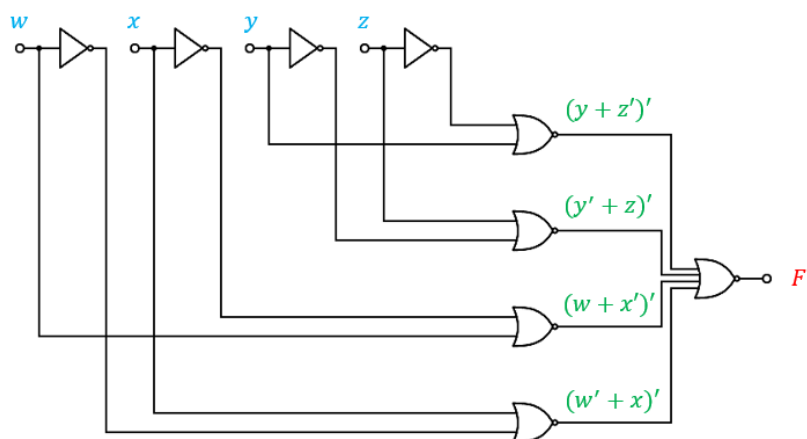 w x y z
(y + z′)′
(y′ + z)′
F
(w + x′)′
(w′ + x)′